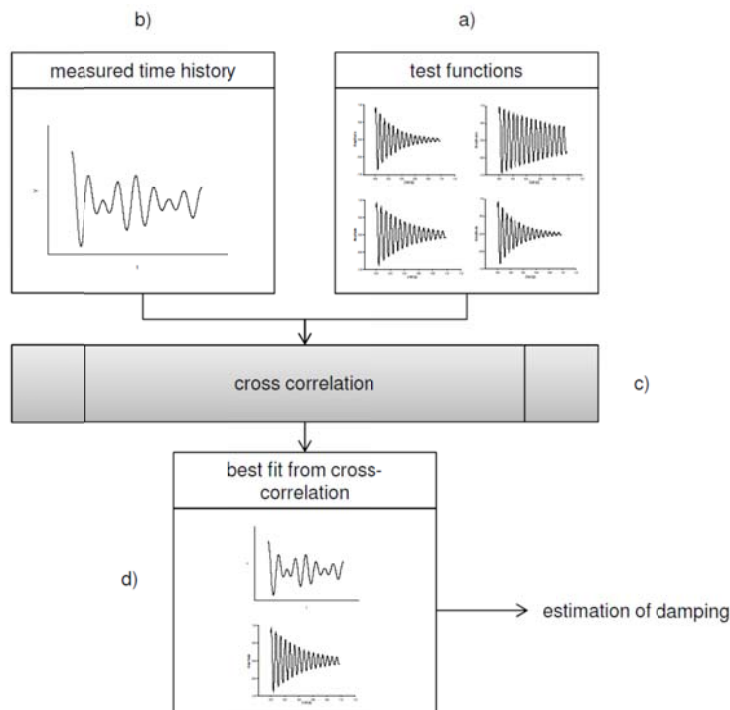 b)
a)
measured time history
test functions
cross correlation
c)
best fit from cross-
correlation
d)
estimation of damping